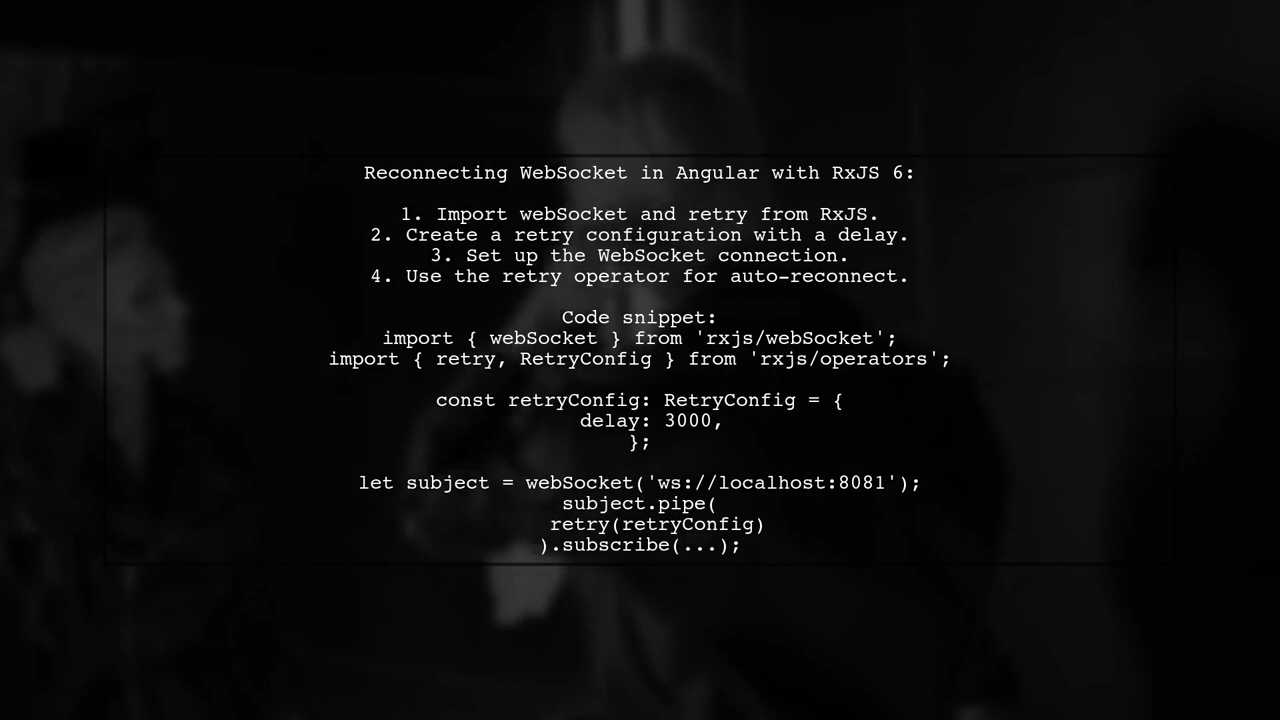 Reconnecting WebSocket in Angular with RxJS 6:
1. Import webSocket and retry from RxJS.
2. Create a retry configuration with a delay.
3. Set up the WebSocket connection.
4. Use the retry operator for auto-reconnect.
Code snippet:
import { webSocket } from 'rxjs/webSocket';
import { retry, RetryConfig } from 'rxjs/operators';
const retryConfig: RetryConfig = {
delay: 3000,
};
let subject = webSocket('ws://localhost:8081');
subject.pipe(
retry(retryConfig)
).subscribe(...);